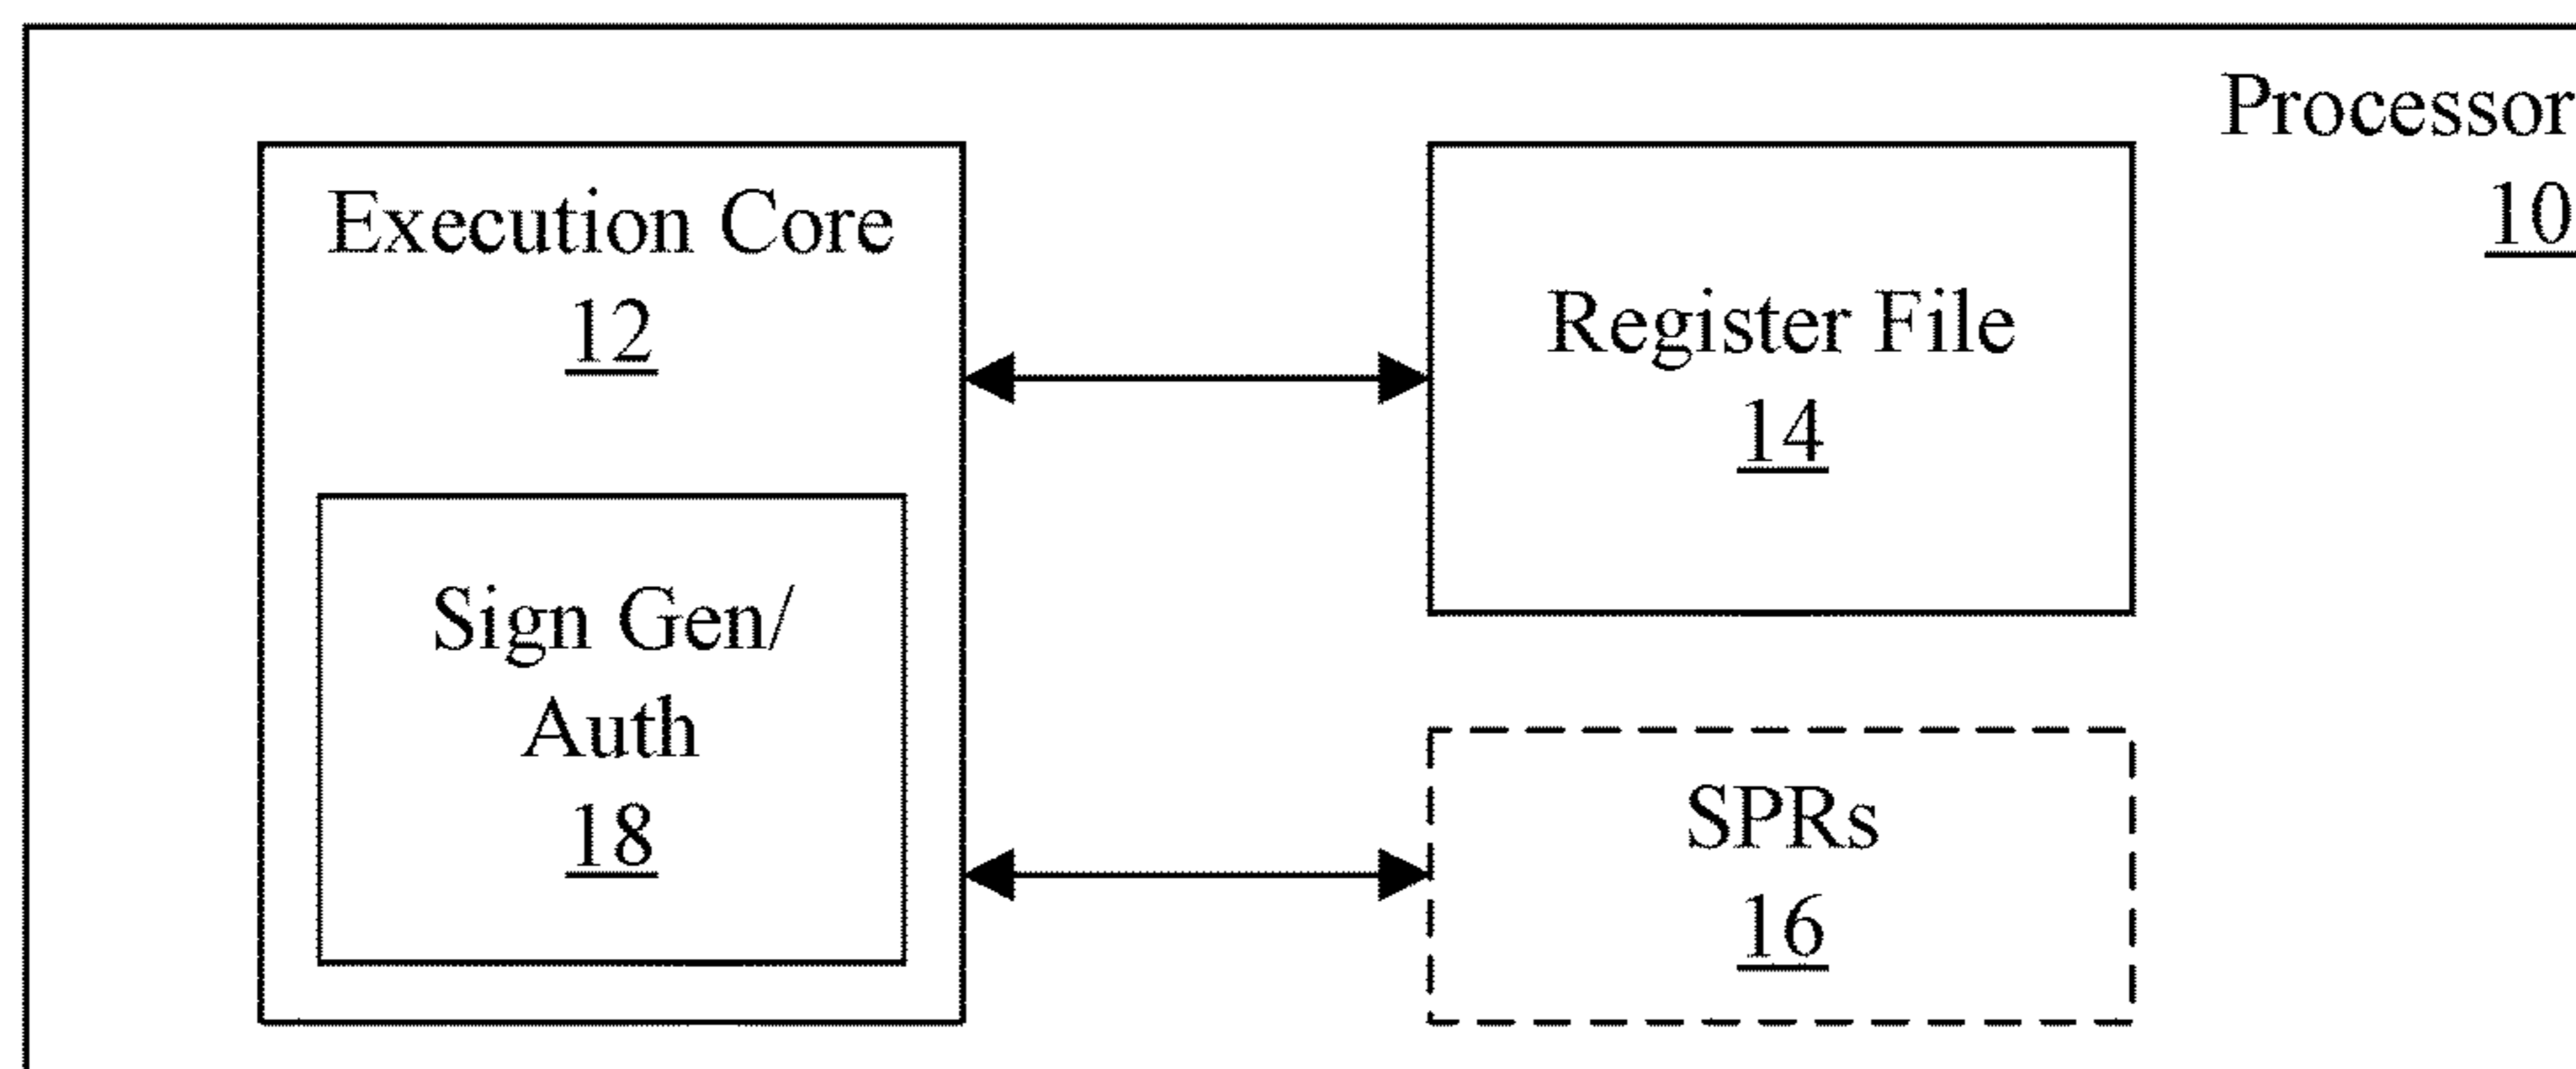 Processor
10
Execution Core
12
Register File
14
Sign Gen/
Auth
18
SPRs
16